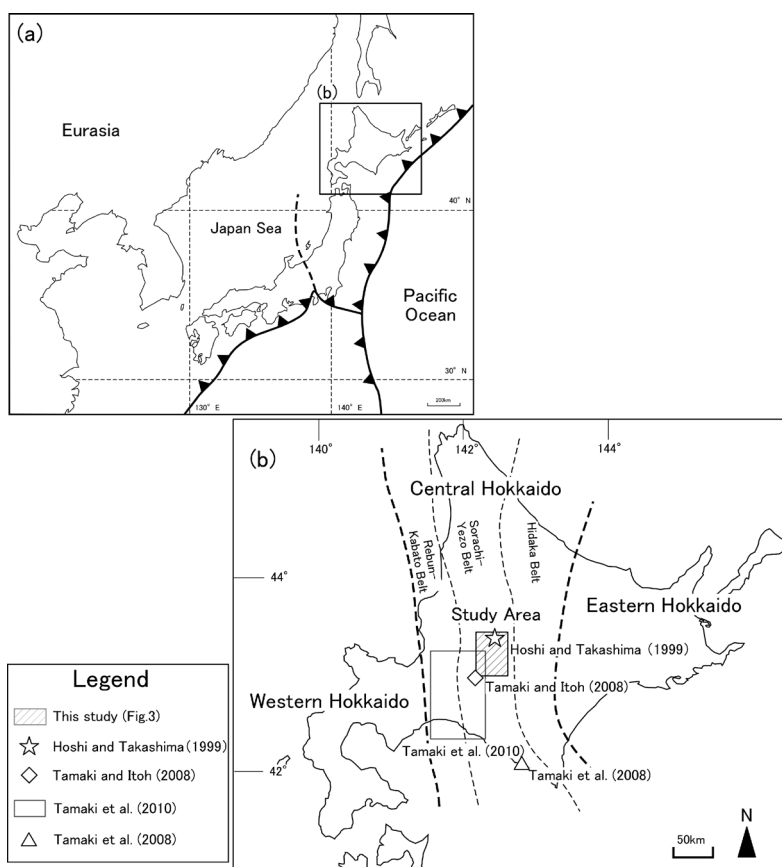 (a)
(b)
Eurasia
40° N
Japan Sea
Pacific
Ocean
30° N
130° E
140° E
200km
(b)
140°
142°
144°
Central Hokkaido
Rebun-
Kabato Belt
Sorachi-
Yezo Belt
Hidaka Belt
44°
Study Area
Eastern Hokkaido
Hoshi and Takashima (1999)
Tamaki and Itoh (2008)
Western Hokkaido
Tamaki et al. (2010)
42°
Tamaki et al. (2008)
50km
N
Legend
This study (Fig.3)
Hoshi and Takashima (1999)
Tamaki and Itoh (2008)
Tamaki et al. (2010)
Tamaki et al. (2008)